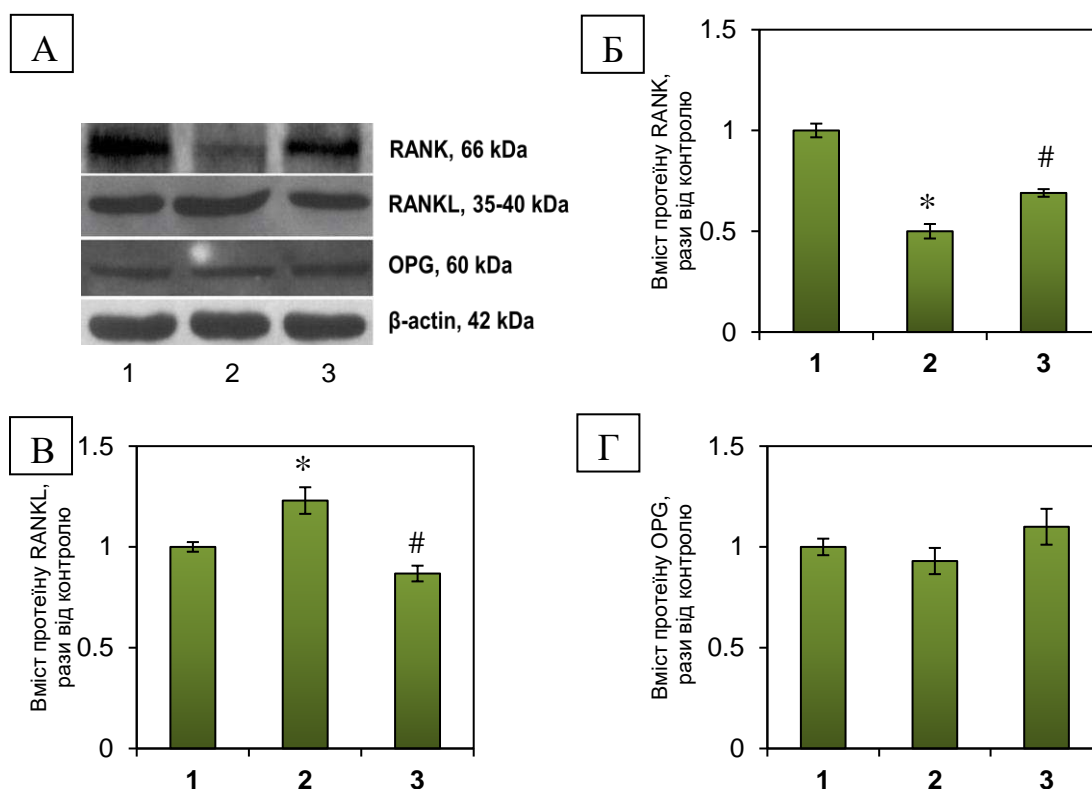 А
RANK, 66 kDa
RANKL, 35-40 kDa
OPG, 60 kDa
β-actin, 42 kDa
1 2 3
Б
Вміст протеїну RANK,
рази від контролю
1.5
1
0.5
0
*
#
1 2 3
В
Вміст протеїну RANKL,
рази від контролю
1.5
1
0.5
0
*
#
1 2 3
Г
Вміст протеїну OPG,
рази від контролю
1.5
1
0.5
0
1 2 3